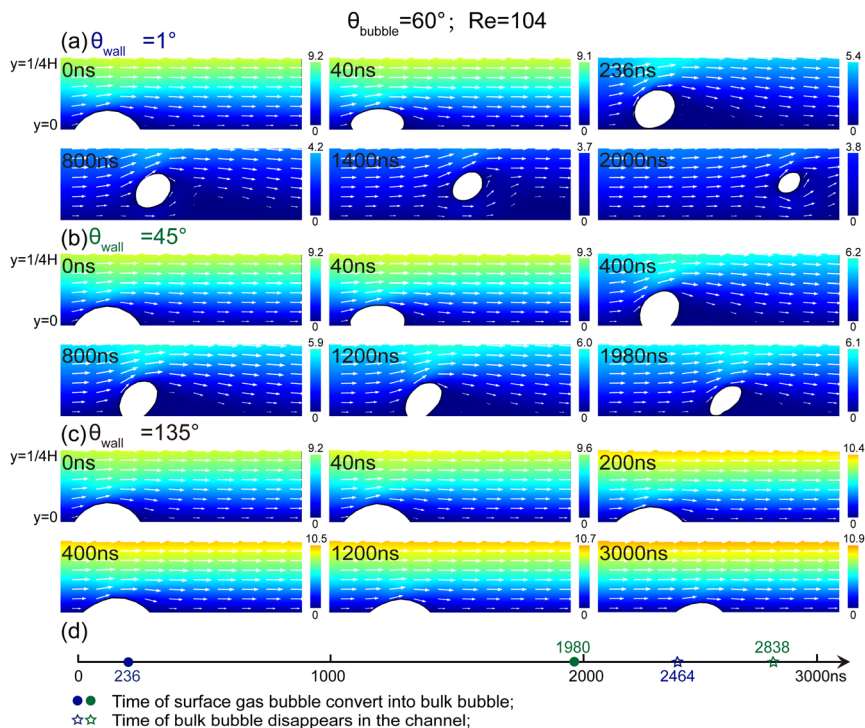 θbubble=60°; Re=104
(a) θwall =1°
y=1/4H 0ns 9.2 40ns 9.1 236ns 5.4
y=0 0 0 0
800ns 4.2 1400ns 3.7 2000ns 3.8
0 0 0
(b) θwall =45°
y=1/4H 0ns 9.2 40ns 9.3 400ns 6.2
y=0 0 0 0
800ns 5.9 1200ns 6.0 1980ns 6.1
0 0 0
(c) θwall =135°
y=1/4H 0ns 9.2 40ns 9.6 200ns 10.4
y=0 0 0 0
400ns 10.5 1200ns 10.7 3000ns 10.9
0 0 0
(d)
1980 2838
0 236 1000 2000 2464 3000ns
Time of surface gas bubble convert into bulk bubble;
Time of bulk bubble disappears in the channel;